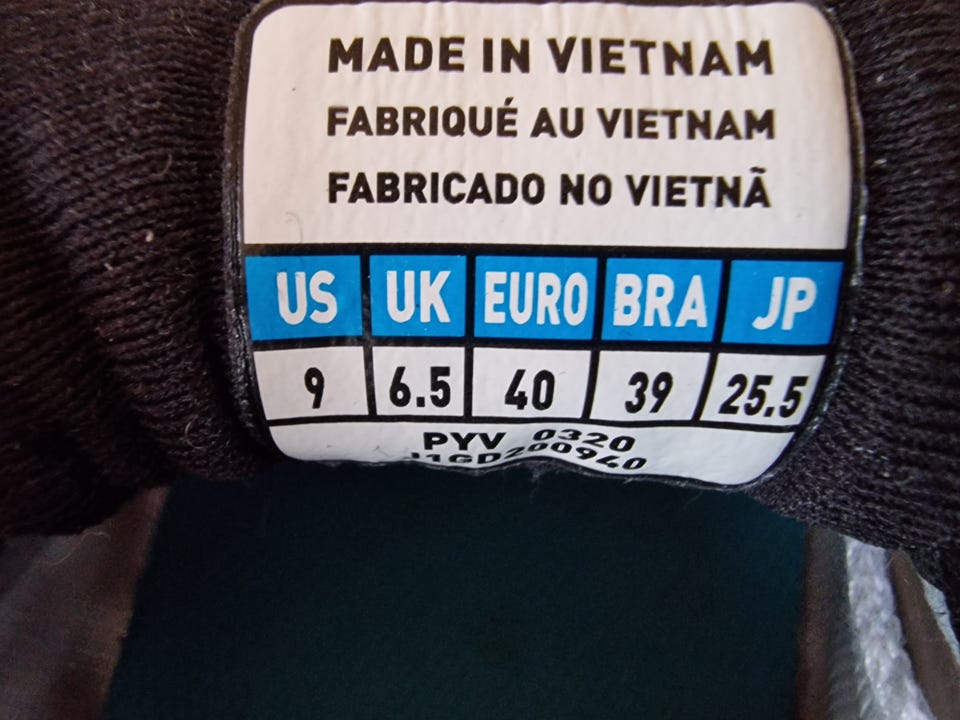 MADE IN VIETNAM
FABRIQUÉ AU VIETNAM
FABRICADO NO VIETNÃ
US UK EURO BRA JP
9 6.5 40 39 25.5
PYV 0320
J1GD200940